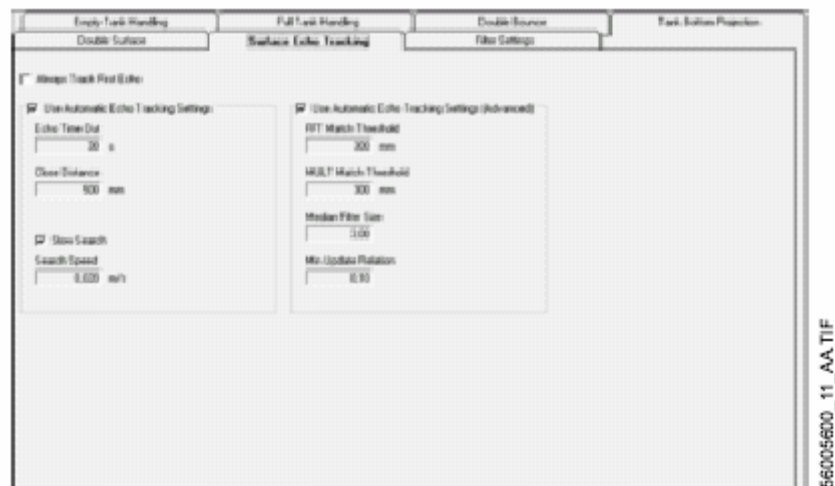 Empty Tank Handling
Full Tank Handling
Double Bounce
Tank Bottom Projection
Double Surface
Surface Echo Tracking
Filter Settings
Always Track First Echo
Use Automatic Echo Tracking Settings
Echo Time Out
s
Close Distance
500 mm
Slow Search
Search Speed
0,020 m/s
Use Automatic Echo Tracking Settings (Advanced)
FFT Match Threshold
300 mm
MULT Match Threshold
300 mm
Median Filter Size
3,00
Min. Update Relation
0,10
56005600_11_AA.TIF